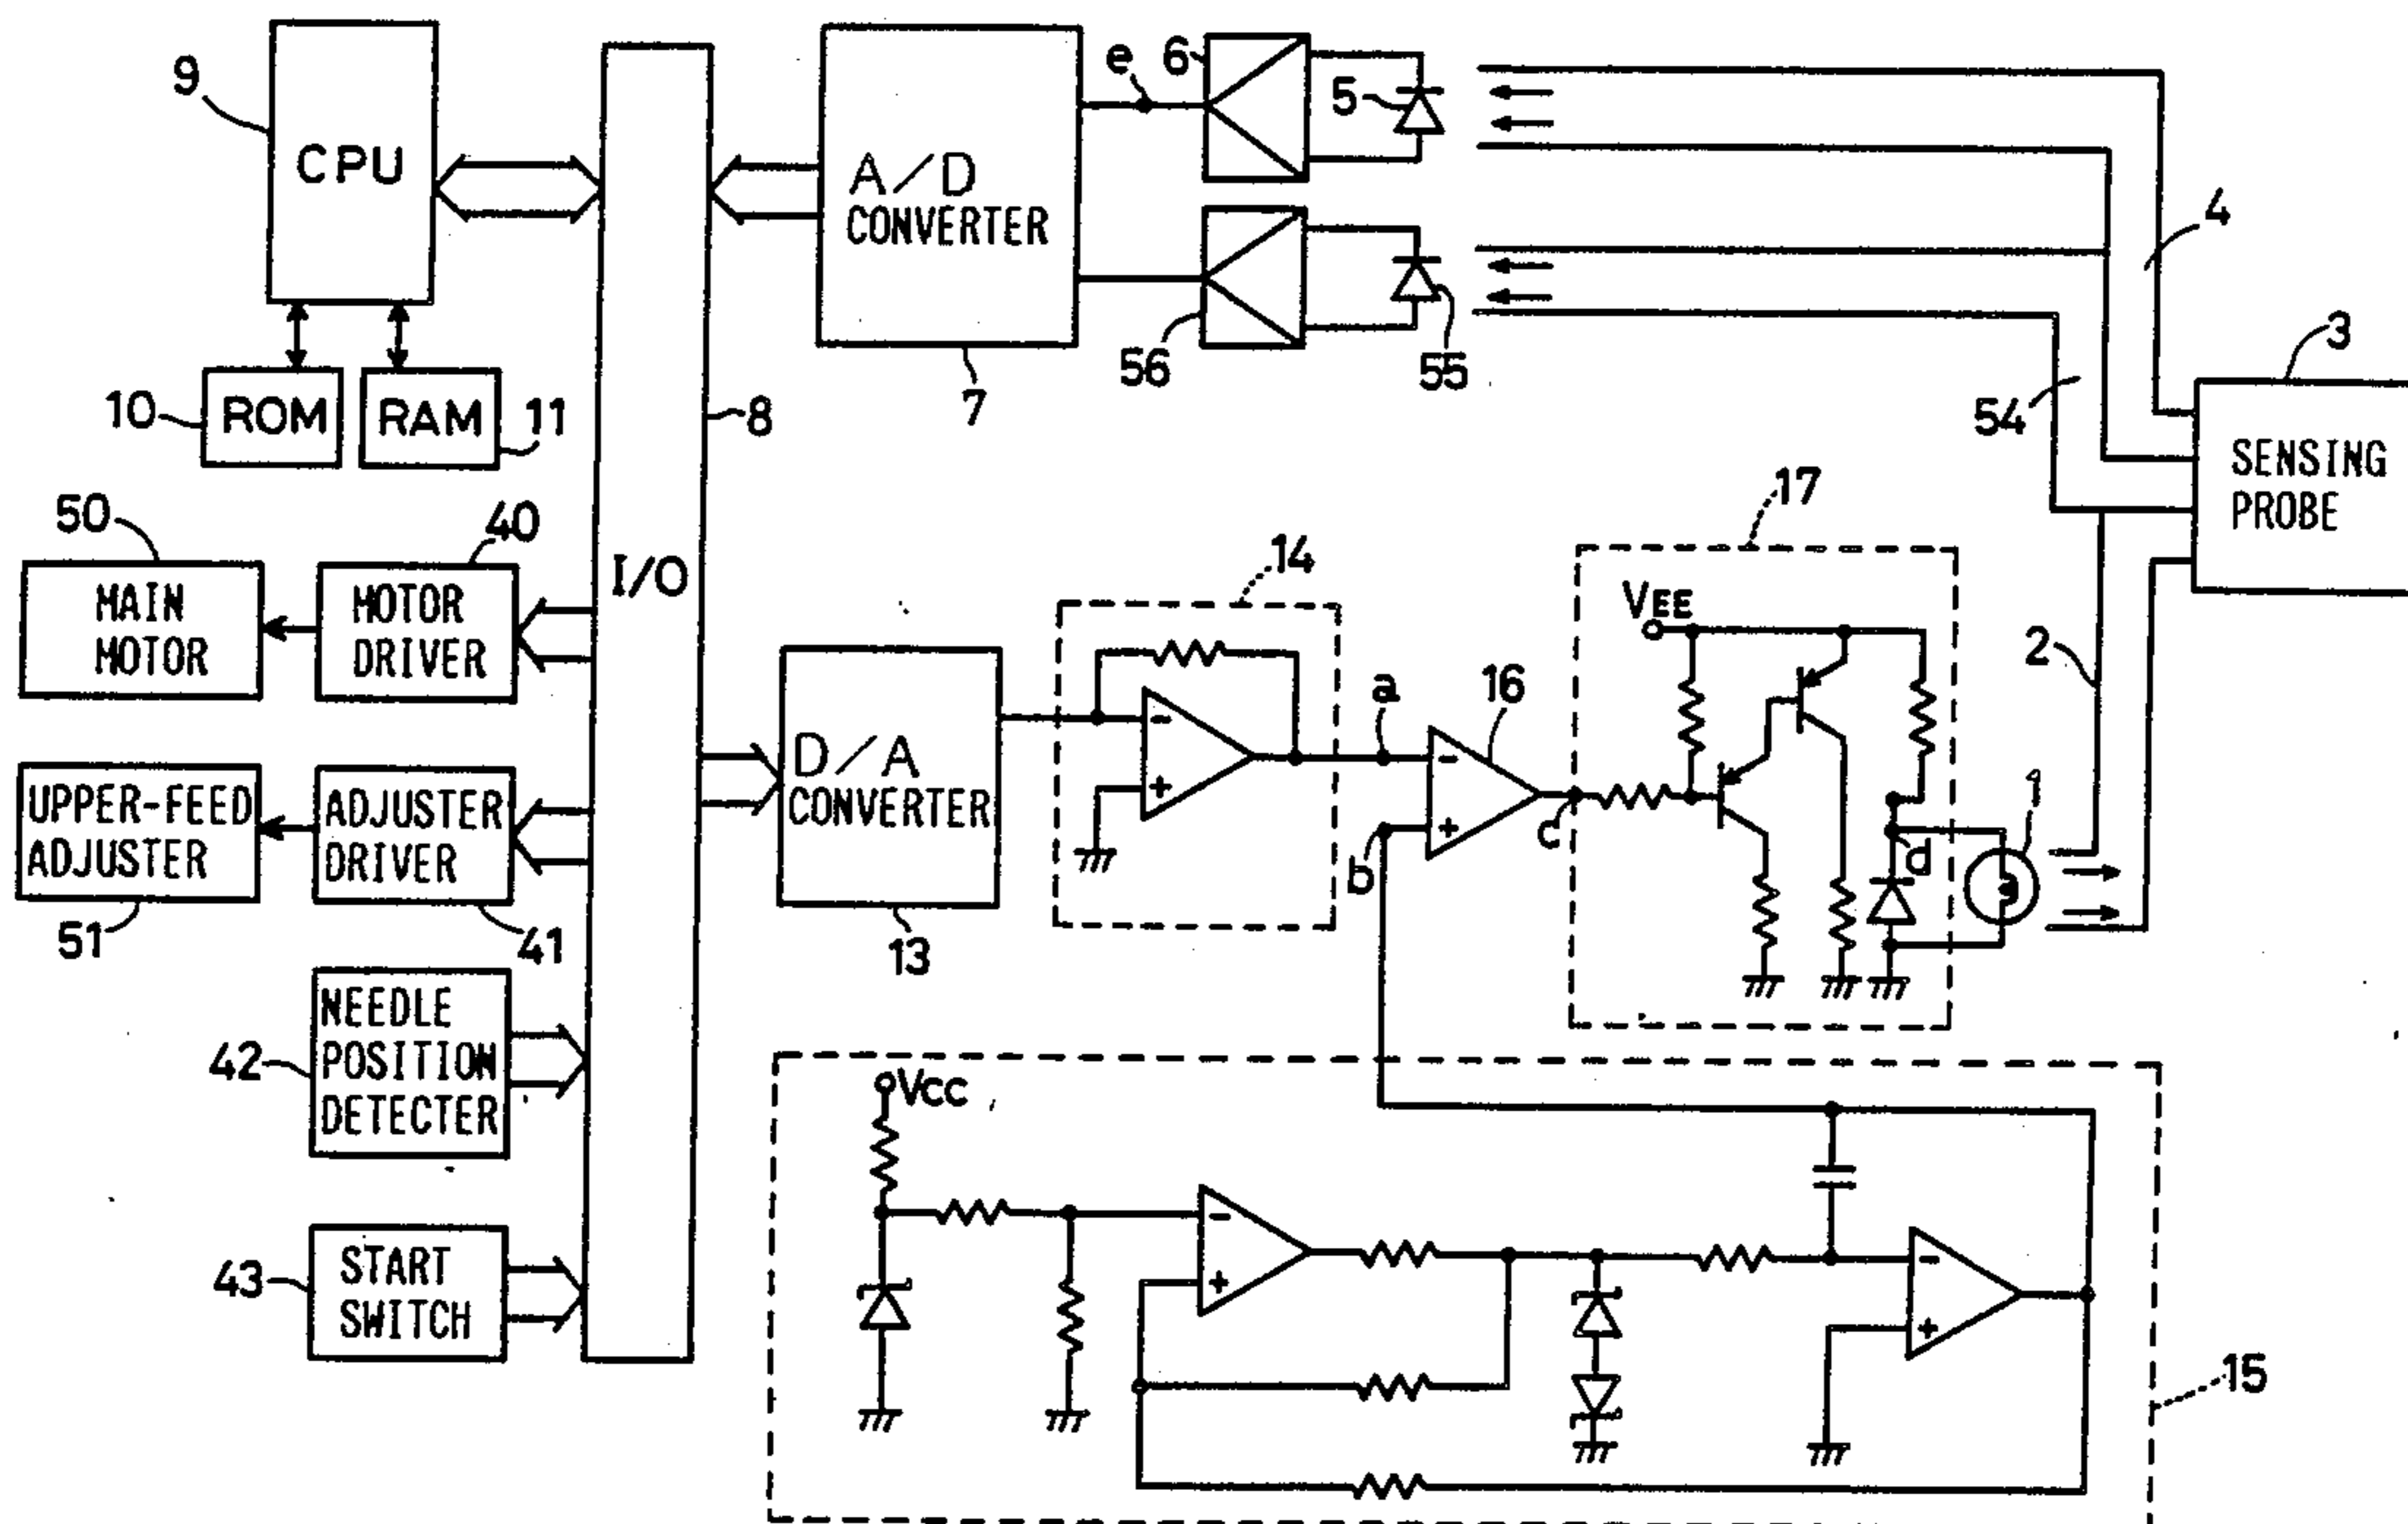 9
CPU
10
ROM
RAM
11
8
I/O
A/D
CONVERTER
7
e
6
5
56
55
4
54
3
SENSING
PROBE
2
50
MAIN
MOTOR
40
MOTOR
DRIVER
UPPER-FEED
ADJUSTER
51
ADJUSTER
DRIVER
41
42
NEEDLE
POSITION
DETECTER
43
START
SWITCH
D/A
CONVERTER
13
14
-
+
a
16
-
+
b
c
17
VEE
d
1
VCC
-
+
-
+
15